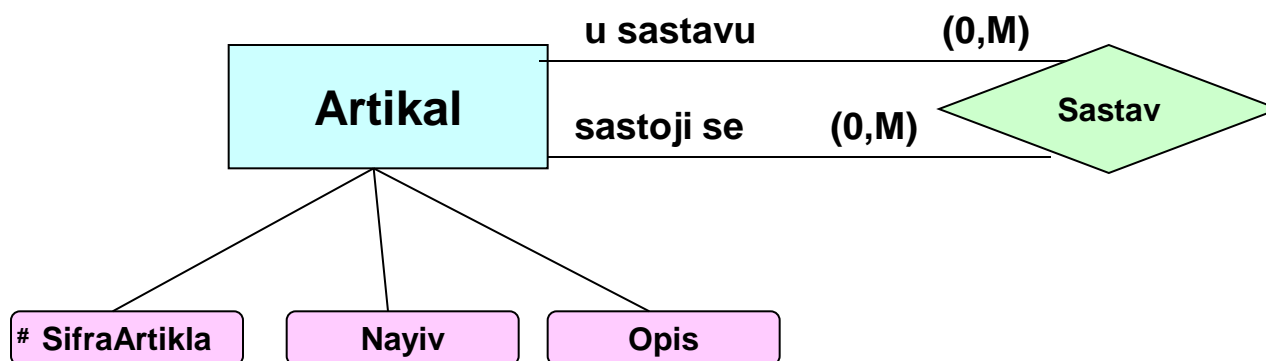 u sastavu (0,M)
Artikal
Sastav
sastoji se (0,M)
# SifraArtikla
Nayiv
Opis